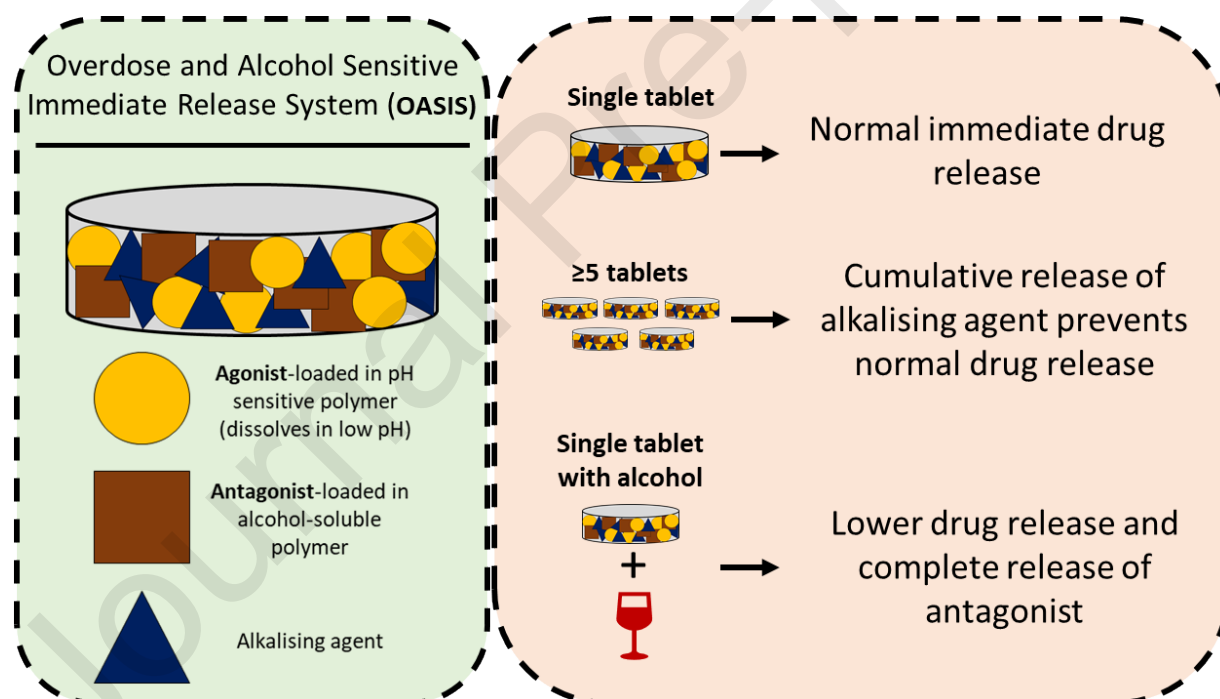 Overdose and Alcohol Sensitive
Immediate Release System (OASIS)
Agonist-loaded in pH
sensitive polymer
(dissolves in low pH)
Antagonist-loaded in
alcohol-soluble
polymer
Alkalising agent
Single tablet
Normal immediate drug
release
≥5 tablets
Cumulative release of
alkalising agent prevents
normal drug release
Single tablet
with alcohol
+
Lower drug release and
complete release of
antagonist
Journal Pre-